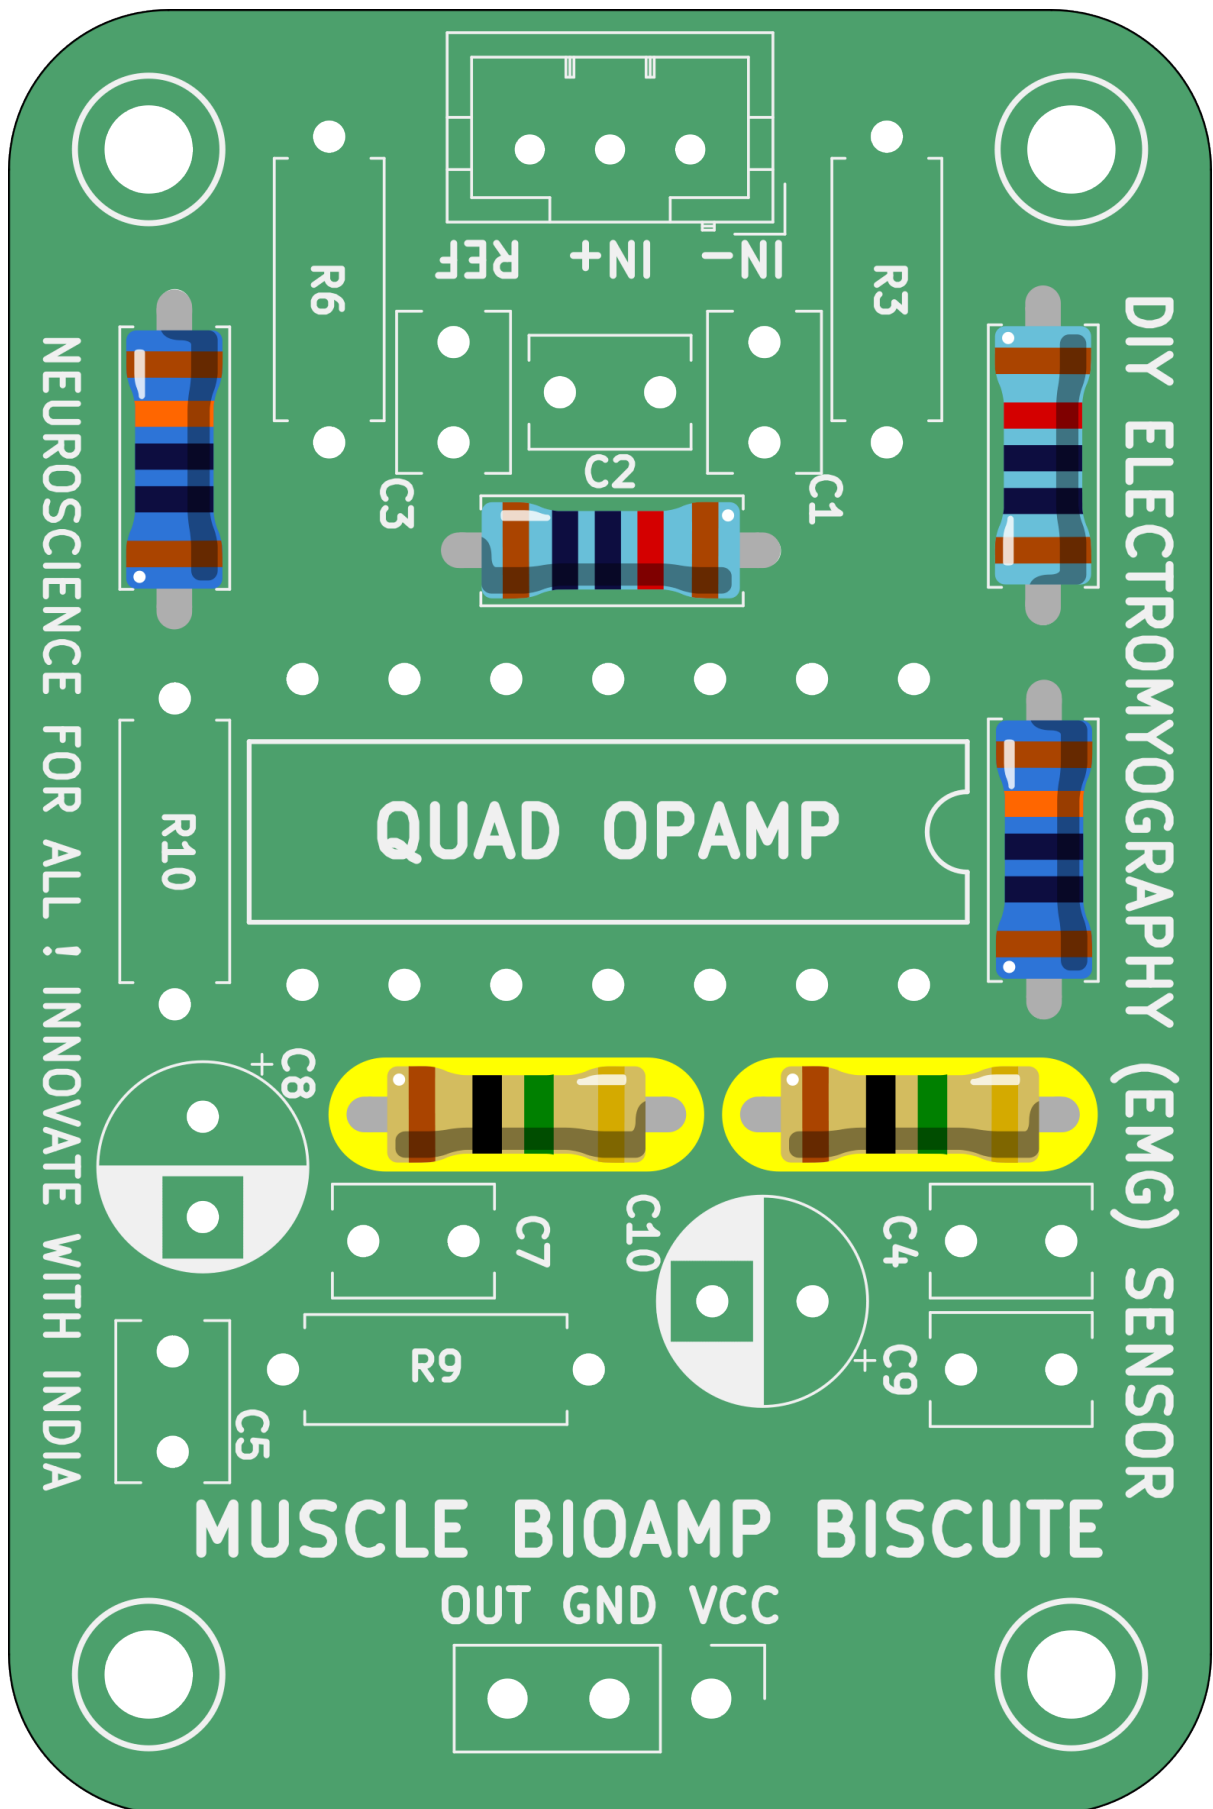 REF IN+ IN-
R6
R3
C3
C2
C1
NEUROSCIENCE FOR ALL ! INNOVATE WITH INDIA
DIY ELECTROMYOGRAPHY (EMG) SENSOR
QUAD OPAMP
R10
+ C8
C7
C10
C4
R9
+ C9
C5
MUSCLE BIOAMP BISCUTE
OUT GND VCC